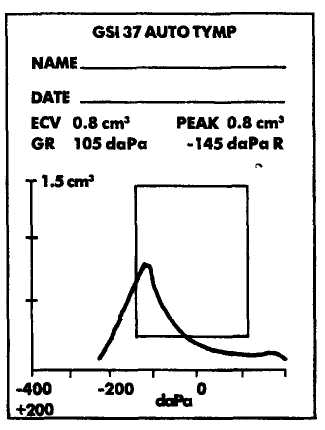 GSI 37 AUTO TYMP
NAME
DATE
ECV 0.8 cm³ PEAK 0.8 cm³
GR 105 daPa -145 daPa R
1.5 cm³
-400 -200 0
+200 daPa